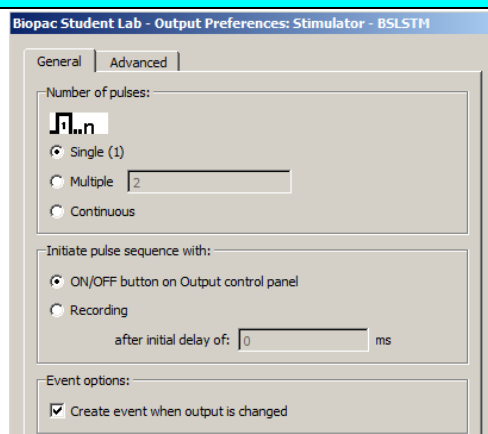 Biopac Student Lab - Output Preferences: Stimulator - BSLSTM
General Advanced
Number of pulses:
1 n
Single (1)
Multiple 2
Continuous
Initiate pulse sequence with:
ON/OFF button on Output control panel
Recording
after initial delay of: 0 ms
Event options:
Create event when output is changed